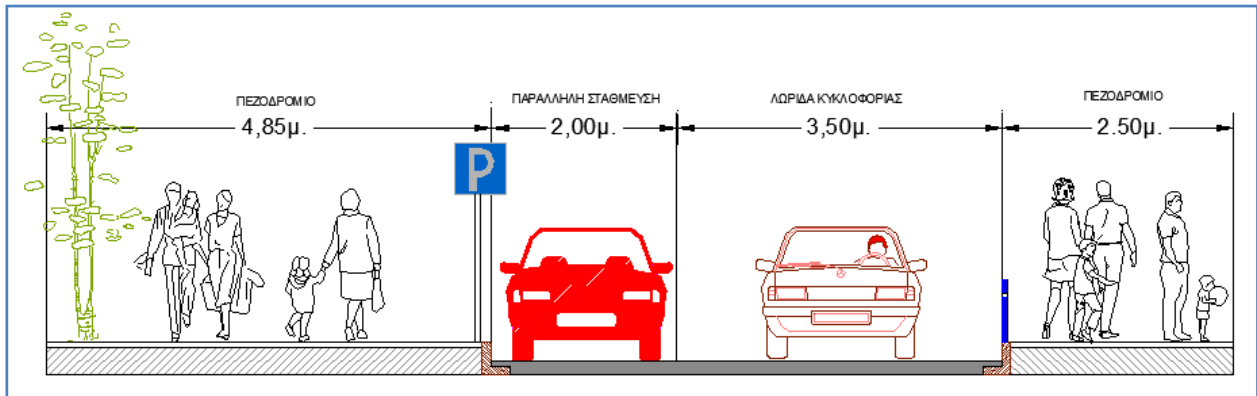 ΠΕΖΟΔΡΟΜΙΟ
4,85μ.
ΠΑΡΑΛΛΗΛΗ ΣΤΑΘΜΕΥΣΗ
2,00μ.
ΛΩΡΙΔΑ ΚΥΚΛΟΦΟΡΙΑΣ
3,50μ.
ΠΕΖΟΔΡΟΜΙΟ
2.50μ.
P